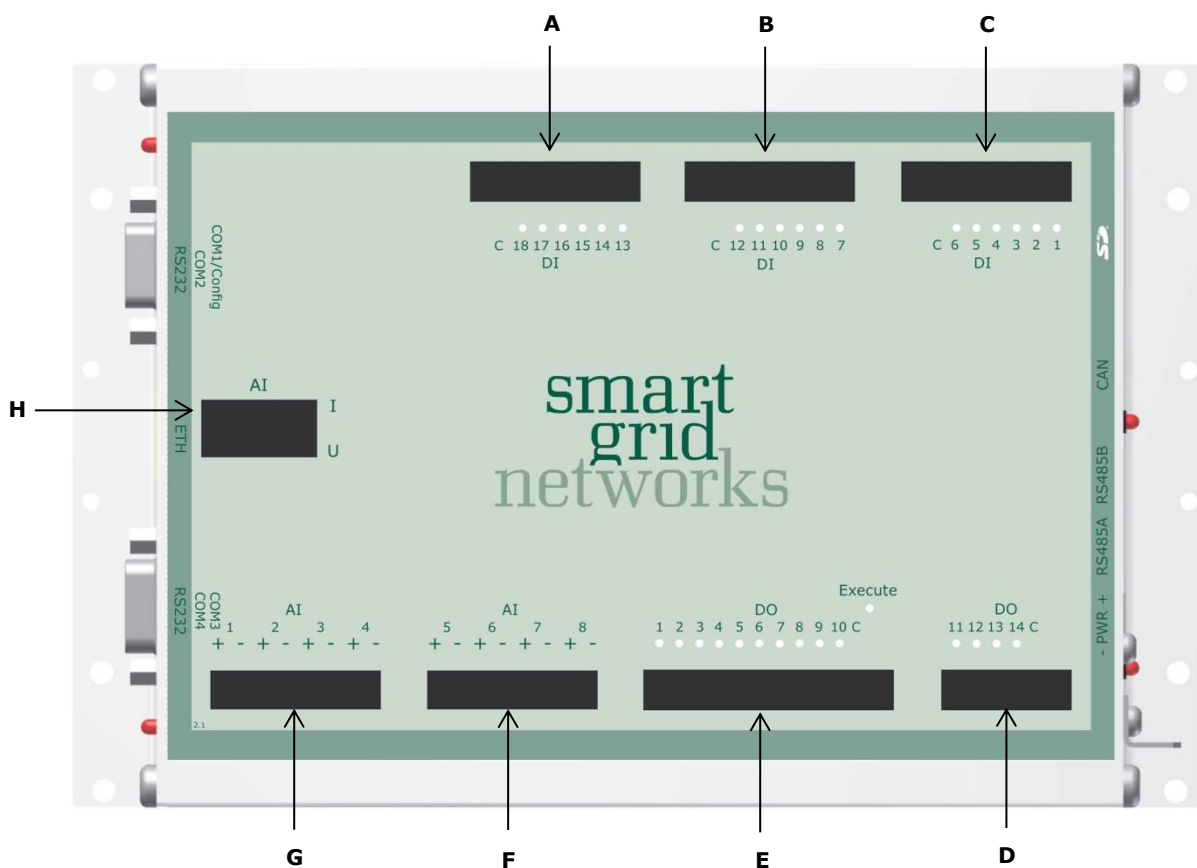 A
B
C
C 18 17 16 15 14 13
DI
C 12 11 10 9 8 7
DI
C 6 5 4 3 2 1
DI
COM1/Config
COM2
RS232
CAN
AI
I
U
H
ETH
smart
grid
networks
RS485B
RS485A
- PWR +
COM3
COM4
RS232
AI
1 2 3 4
+ - + - + - + -
AI
5 6 7 8
+ - + - + - + -
Execute
DO
1 2 3 4 5 6 7 8 9 10 C
DO
11 12 13 14 C
2.1
G
F
E
D